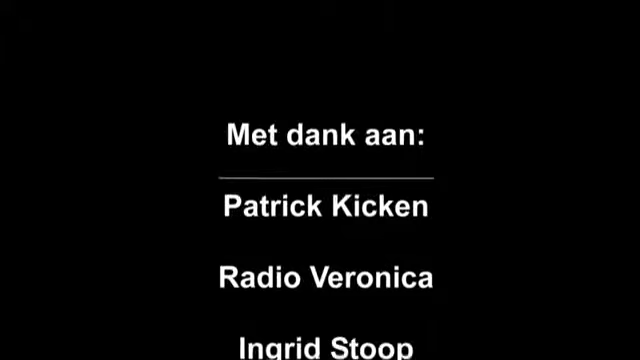 Met dank aan:
Patrick Kicken
Radio Veronica
Ingrid Stoop